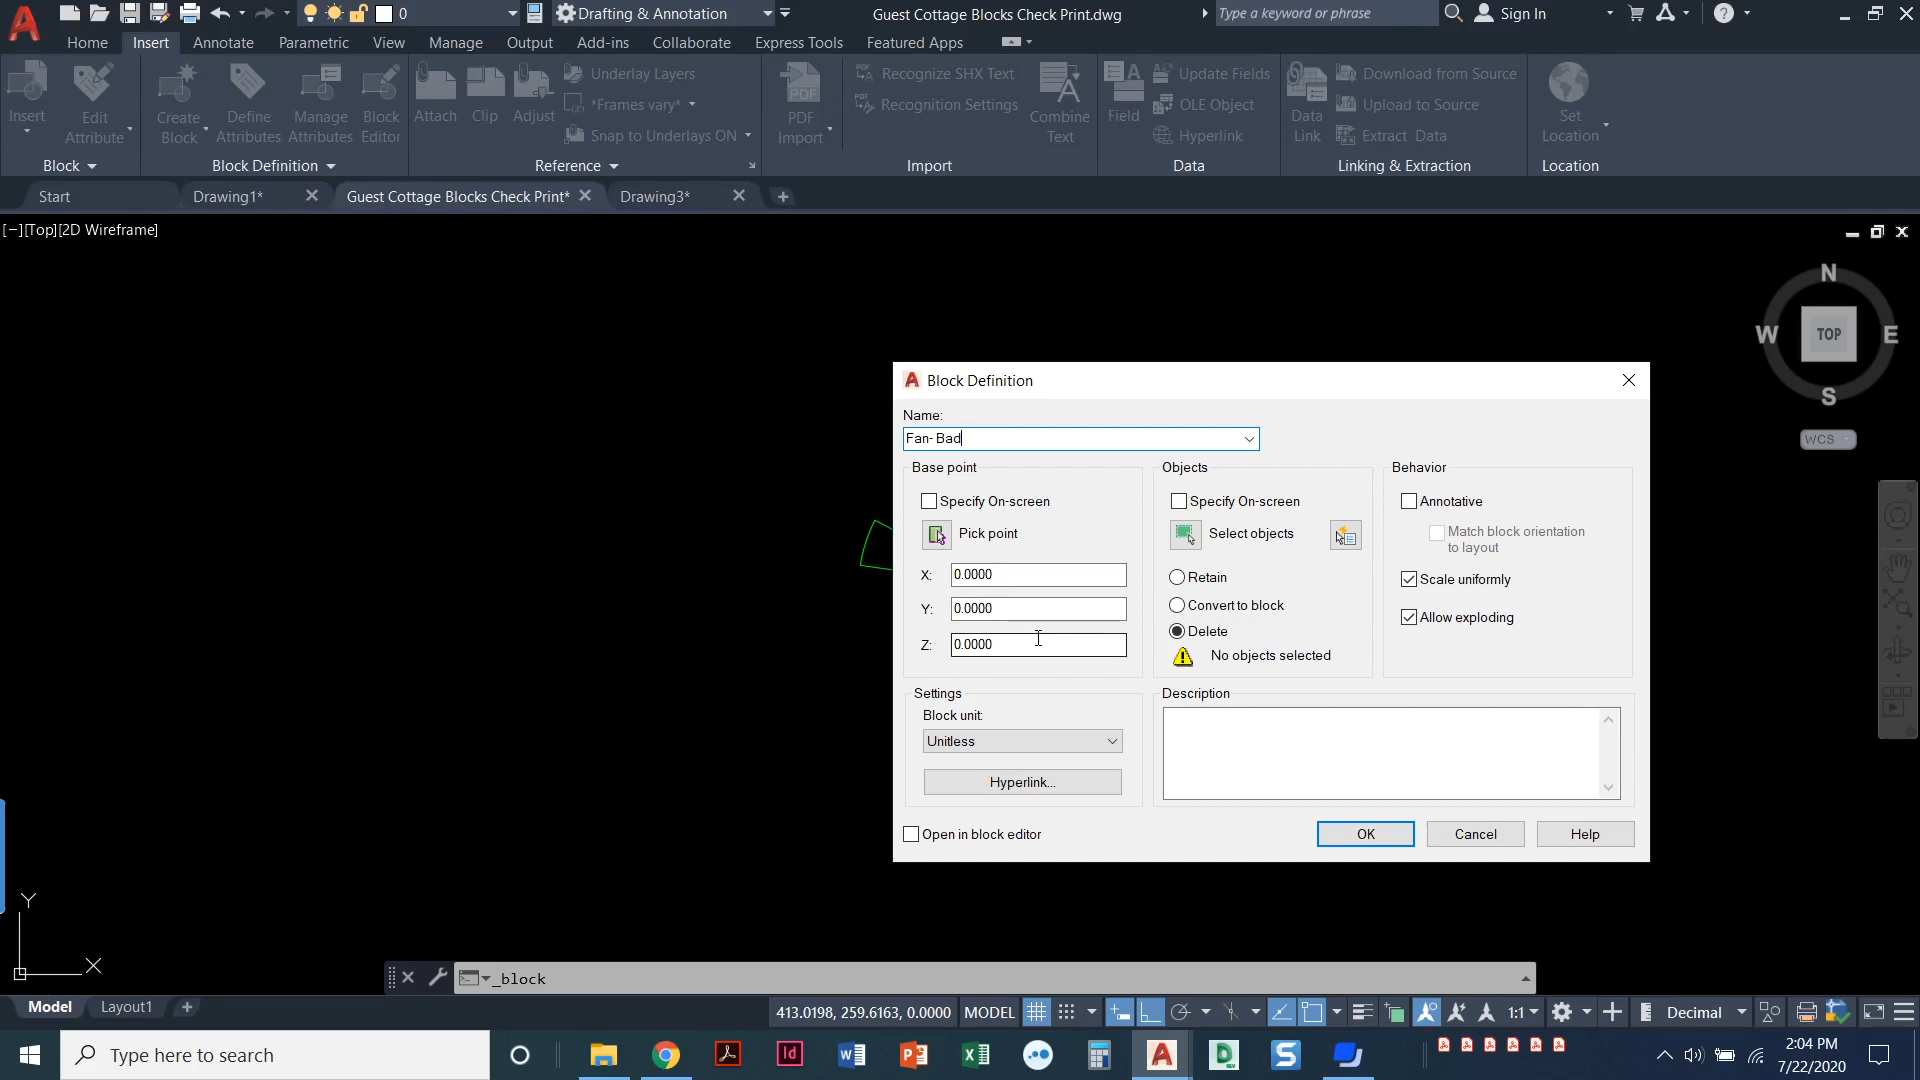 0
Drafting & Annotation
Guest Cottage Blocks Check Print.dwg
Type a keyword or phrase
Sign In
Home
Insert
Annotate
Parametric
View
Manage
Output
Add-ins
Collaborate
Express Tools
Featured Apps
Insert
Edit
Attribute
Create
Block
Define
Attributes
Manage
Attributes
Block
Editor
Attach
Clip
Adjust
Underlay Layers
*Frames vary*
Snap to Underlays ON
PDF
PDF
Import
Recognize SHX Text
Recognition Settings
Combine
Text
Field
Update Fields
OLE Object
Hyperlink
Data
Link
Download from Source
Upload to Source
Extract Data
Set
Location
Block
Block Definition
Reference
Import
Data
Linking & Extraction
Location
Start
Drawing1*
Guest Cottage Blocks Check Print*
Drawing3*
[−][Top][2D Wireframe]
N
W
TOP
E
S
WCS
Block Definition
Name:
Fan- Bad
Base point
Specify On-screen
Pick point
X: 0.0000
Y: 0.0000
Z: 0.0000
Objects
Specify On-screen
Select objects
Retain
Convert to block
Delete
No objects selected
Behavior
Annotative
Match block orientation
to layout
Scale uniformly
Allow exploding
Settings
Block unit:
Unitless
Hyperlink...
Description
Open in block editor
OK
Cancel
Help
Y
X
_block
Model
Layout1
413.0198, 259.6163, 0.0000
MODEL
1:1
Decimal
Type here to search
2:04 PM
7/22/2020